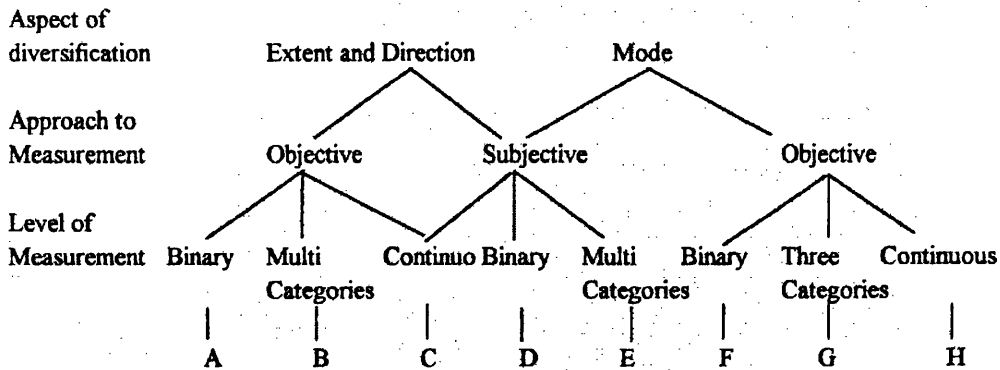 Aspect of
diversification Extent and Direction Mode
Approach to
Measurement Objective Subjective Objective
Level of
Measurement Binary Multi Continuo Binary Multi Binary Three Continuous
Categories Categories Categories
A B C D E F G H